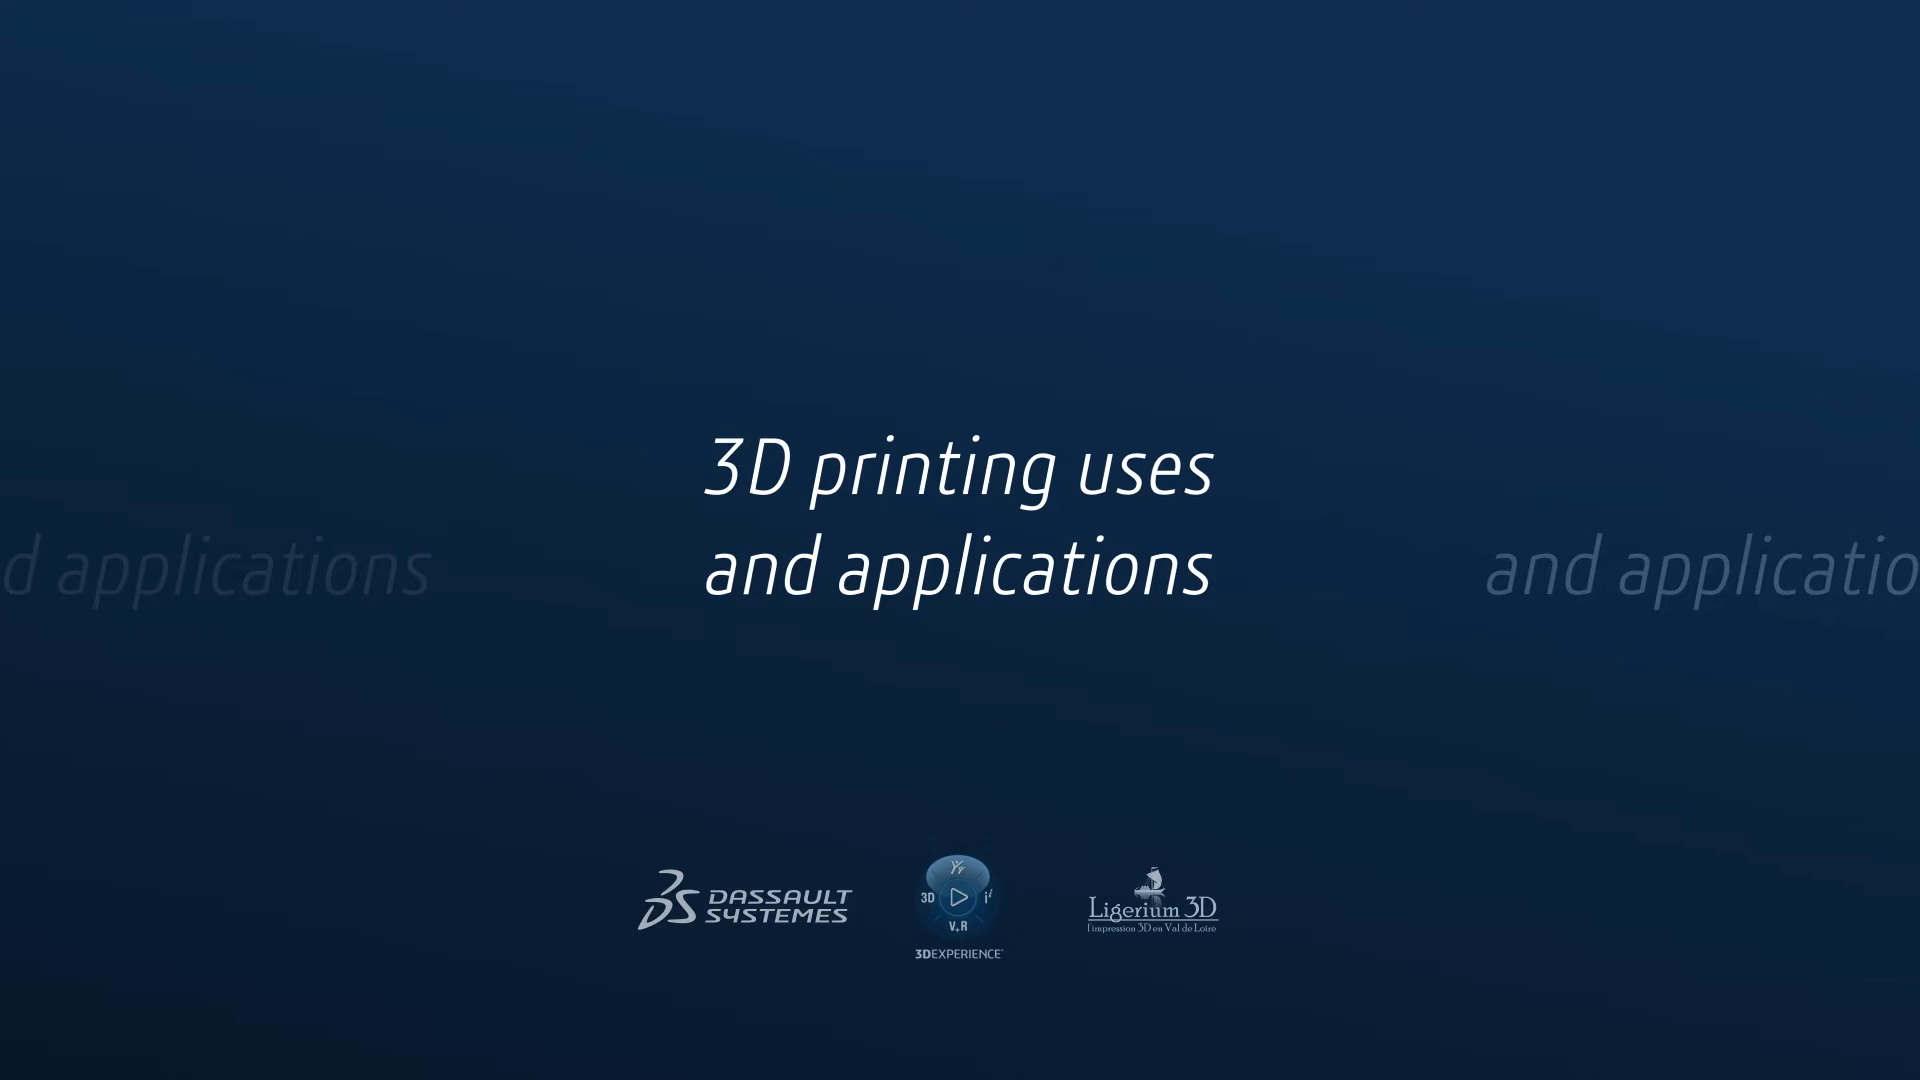 3D printing uses
and applications
d applications
and applicatio
DASSAULT
SYSTEMES
3D
i
V+R
3DEXPERIENCE
Ligerium 3D
l'impression 3D en Val de Loire